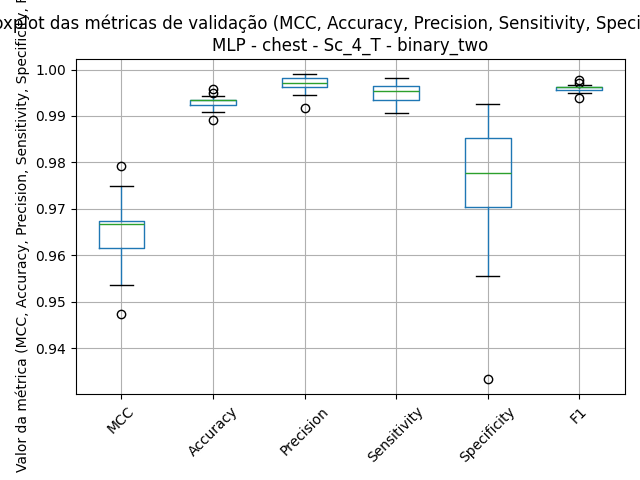 oxplot das métricas de validação (MCC, Accuracy, Precision, Sensitivity, Speci
MLP - chest - Sc_4_T - binary_two
Valor da métrica (MCC, Accuracy, Precision, Sensitivity, Specificity, F
1.00
0.99
0.98
0.97
0.96
0.95
0.94
MCC
Accuracy
Precision
Sensitivity
Specificity
F1